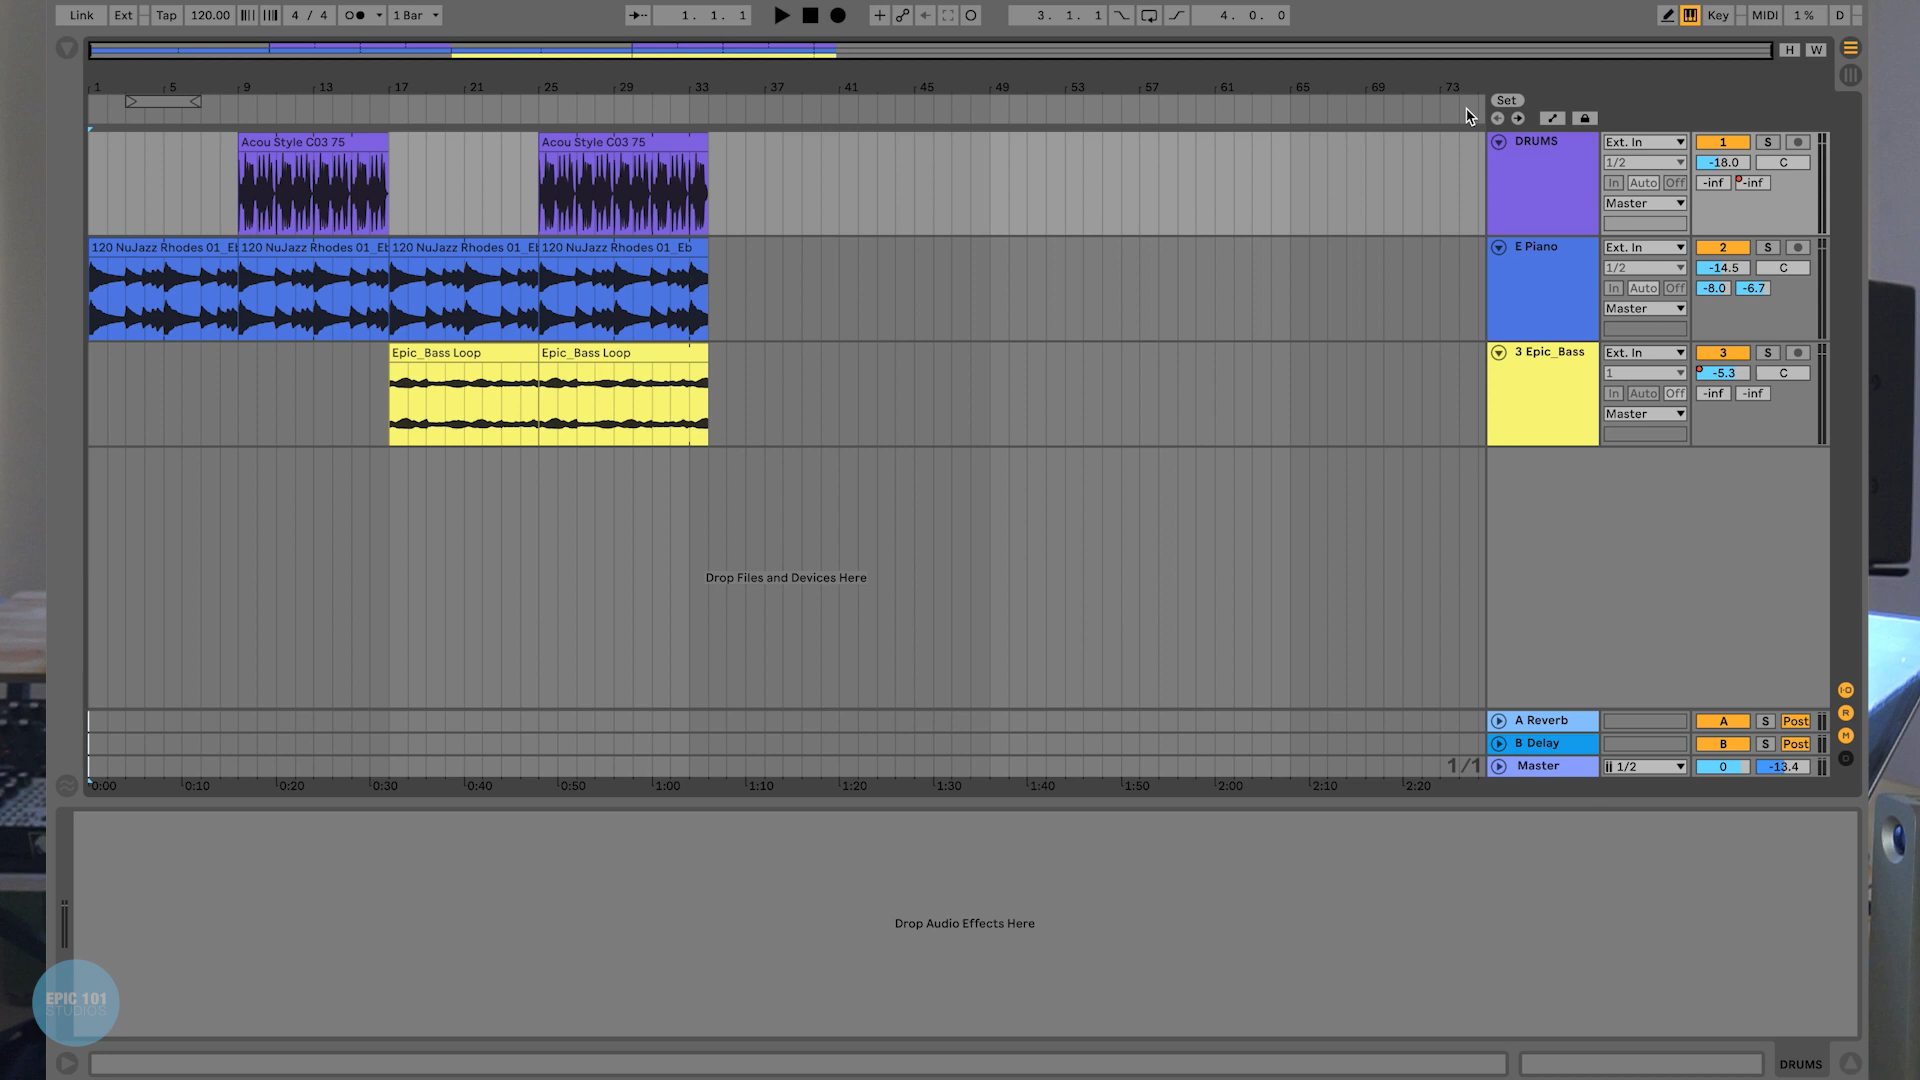 Link Ext Tap 120.00 4 / 4 1 Bar 1. 1. 1 3. 1. 1 4. 0. 0 Key MIDI 1 % D
H W
1 5 9 13 17 21 25 29 33 37 41 45 49 53 57 61 65 69 73
Set
Acou Style C03 75 Acou Style C03 75 DRUMS Ext. In 1 S
1/2 -18.0 C
In Auto Off -inf -inf
Master
120 NuJazz Rhodes 01_Eb 120 NuJazz Rhodes 01_Eb 120 NuJazz Rhodes 01_Eb 120 NuJazz Rhodes 01_Eb E Piano Ext. In 2 S
1/2 -14.5 C
In Auto Off -8.0 -6.7
Master
Epic_Bass Loop Epic_Bass Loop 3 Epic_Bass Ext. In 3 S
1 -5.3 C
In Auto Off -inf -inf
Master
Drop Files and Devices Here
I·O
R
M
D
A Reverb A S Post
B Delay B S Post
1/1 Master 1/2 0 -13.4
0:00 0:10 0:20 0:30 0:40 0:50 1:00 1:10 1:20 1:30 1:40 1:50 2:00 2:10 2:20
Drop Audio Effects Here
EPIC 101
STUDIOS
DRUMS